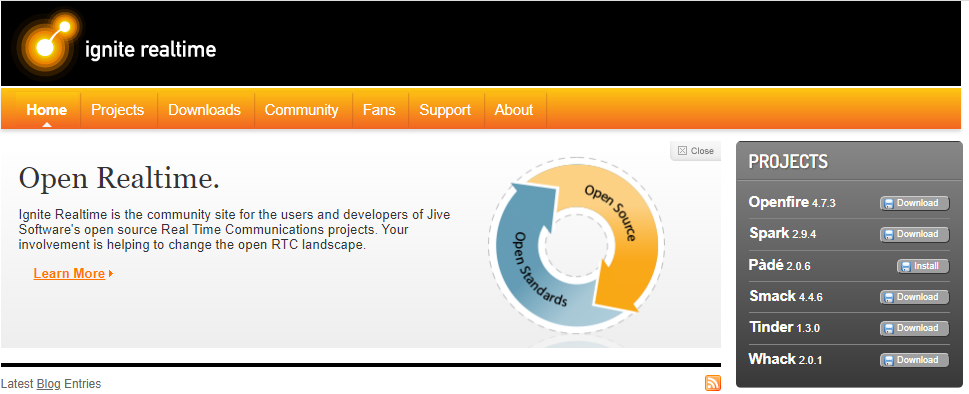 ignite realtime
Home Projects Downloads Community Fans Support About
Close
Open Realtime.
Ignite Realtime is the community site for the users and developers of Jive
Software's open source Real Time Communications projects. Your
involvement is helping to change the open RTC landscape.
Learn More
Open Source
Open Standards
PROJECTS
Openfire 4.7.3 Download
Spark 2.9.4 Download
Pàdé 2.0.6 Install
Smack 4.4.6 Download
Tinder 1.3.0 Download
Whack 2.0.1 Download
Latest Blog Entries